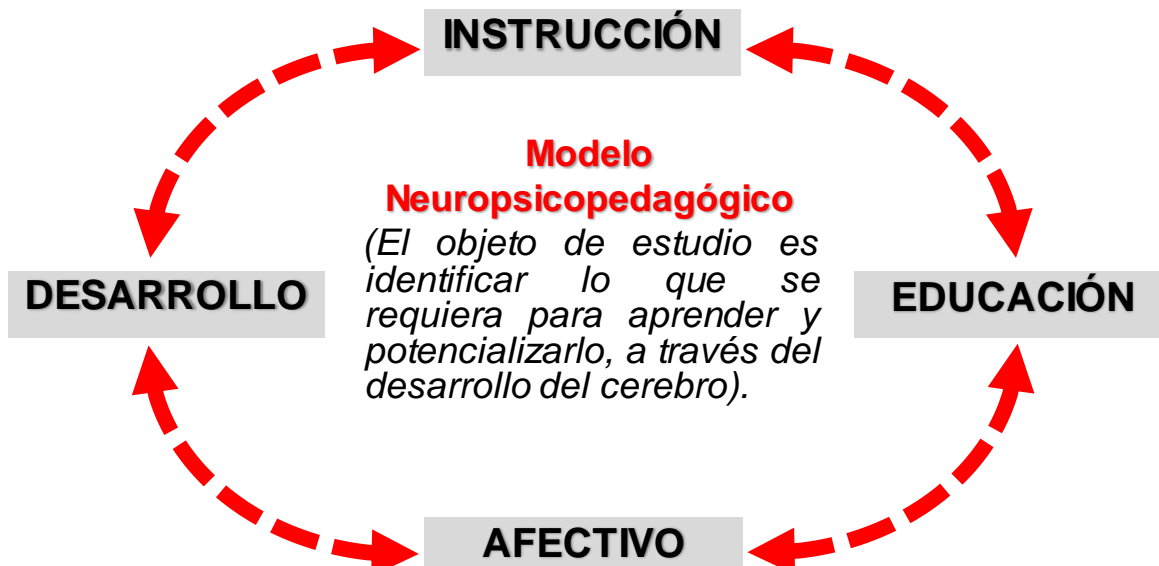 INSTRUCCIÓN
Modelo
Neuropsicopedagógico
(El objeto de estudio es
identificar lo que se
requiera para aprender y
potencializarlo, a través del
desarrollo del cerebro).
DESARROLLO
EDUCACIÓN
AFECTIVO